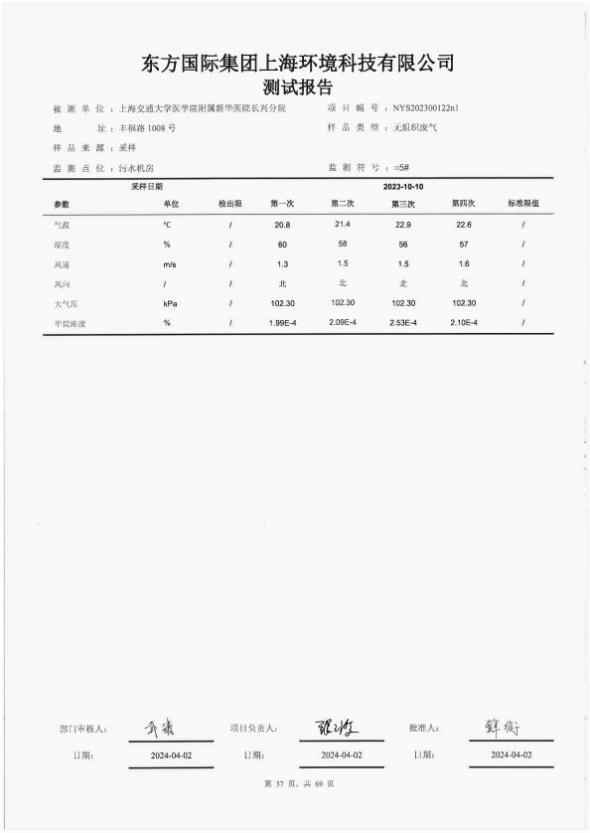 东方国际集团上海环境科技有限公司
测试报告
被 测 单 位 ： 上海交通大学医学院附属新华医院长兴分院 项 目 编 号 ： NYS202300122n1
地 址 ： 丰福路 1008 号 样 品 类 型 ： 无组织废气
样 品 来 源 ： 采样
监 测 点 位 ： 污水机房 监 测 符 号 ： ○5#
采样日期 2023-10-10
参数 单位 检出限 第一次 第二次 第三次 第四次 标准限值
气温 ℃ / 20.8 21.4 22.9 22.6 /
湿度 % / 60 58 56 57 /
风速 m/s / 1.3 1.5 1.5 1.6 /
风向 / / 北 北 北 北 /
大气压 kPa / 102.30 102.30 102.30 102.30 /
甲烷浓度 % / 1.99E-4 2.09E-4 2.53E-4 2.10E-4 /
部门审核人： 项目负责人： 批准人：
日期： 2024-04-02 日期： 2024-04-02 日期： 2024-04-02
第 37 页，共 69 页